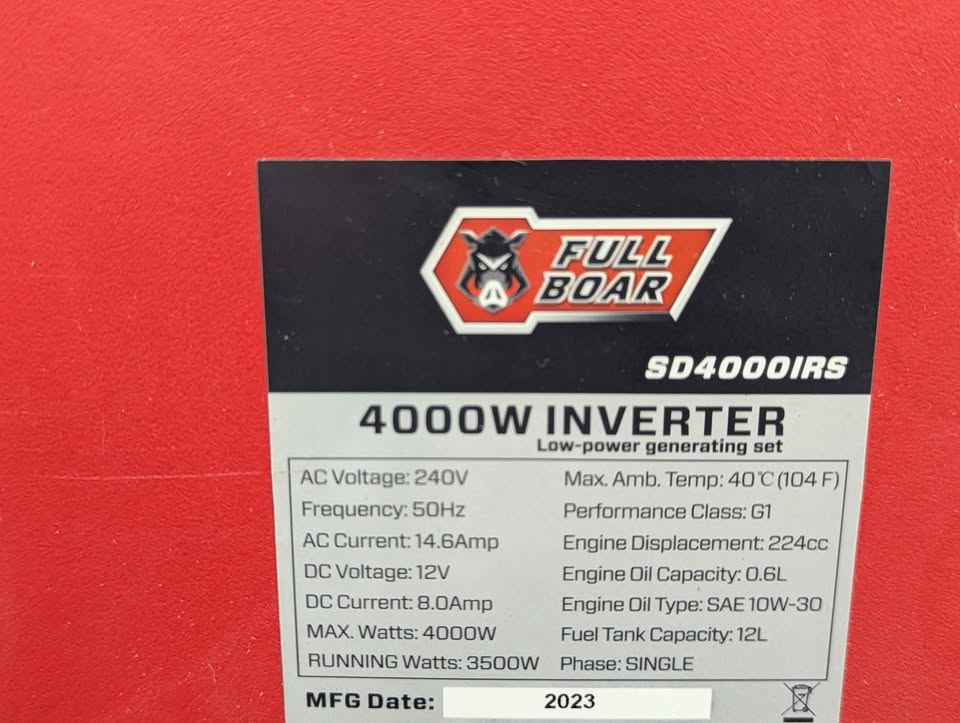 FULL
BOAR
SD4000IRS
4000W INVERTER
Low-power generating set
AC Voltage: 240V
Frequency: 50Hz
AC Current: 14.6Amp
DC Voltage: 12V
DC Current: 8.0Amp
MAX. Watts: 4000W
RUNNING Watts: 3500W
Max. Amb. Temp: 40℃(104 F)
Performance Class: G1
Engine Displacement: 224cc
Engine Oil Capacity: 0.6L
Engine Oil Type: SAE 10W-30
Fuel Tank Capacity: 12L
Phase: SINGLE
MFG Date: 2023